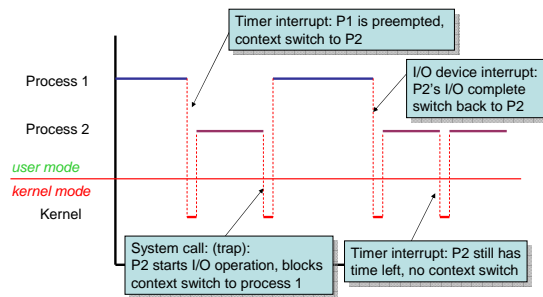 Timer interrupt: P1 is preempted,
context switch to P2
Process 1
I/O device interrupt:
P2's I/O complete
switch back to P2
Process 2
user mode
kernel mode
Kernel
System call: (trap):
P2 starts I/O operation, blocks
context switch to process 1
Timer interrupt: P2 still has
time left, no context switch